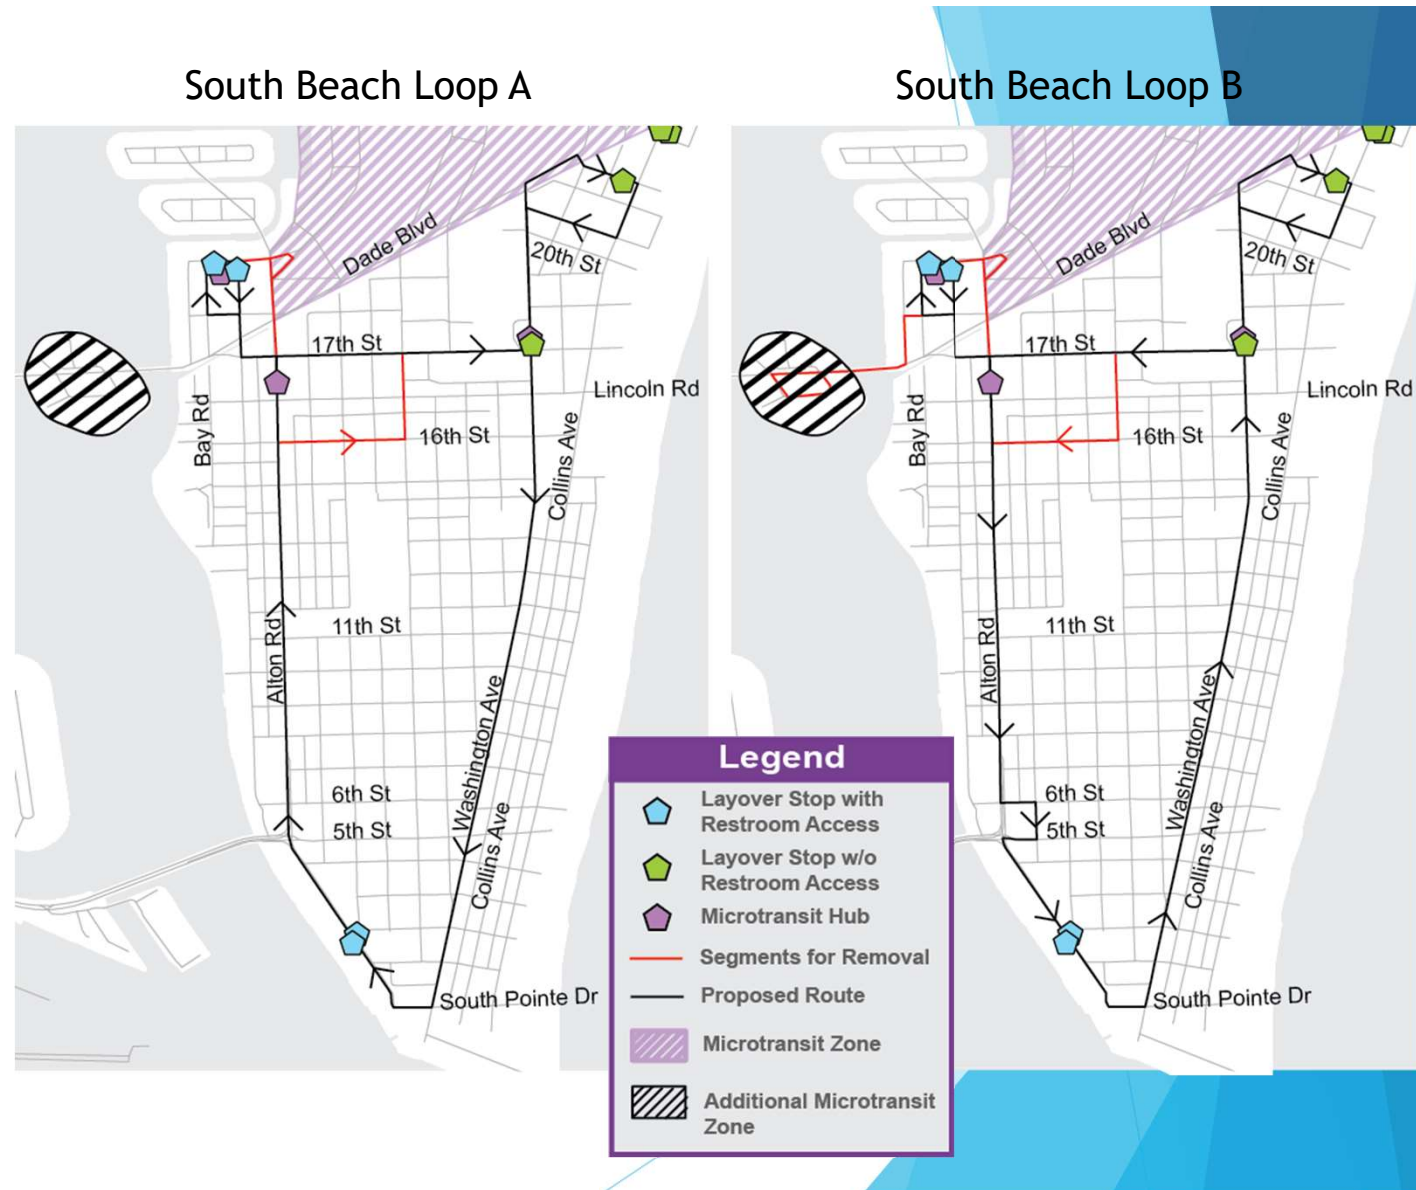 South Beach Loop A
Dade Blvd
20th St
17th St
Lincoln Rd
Bay Rd
16th St
Collins Ave
11th St
Alton Rd
Washington Ave
6th St
5th St
Collins Ave
South Pointe Dr
South Beach Loop B
Dade Blvd
20th St
17th St
Lincoln Rd
Bay Rd
16th St
Collins Ave
11th St
Alton Rd
Washington Ave
6th St
5th St
Collins Ave
South Pointe Dr
Legend
Layover Stop with
Restroom Access
Layover Stop w/o
Restroom Access
Microtransit Hub
Segments for Removal
Proposed Route
Microtransit Zone
Additional Microtransit
Zone